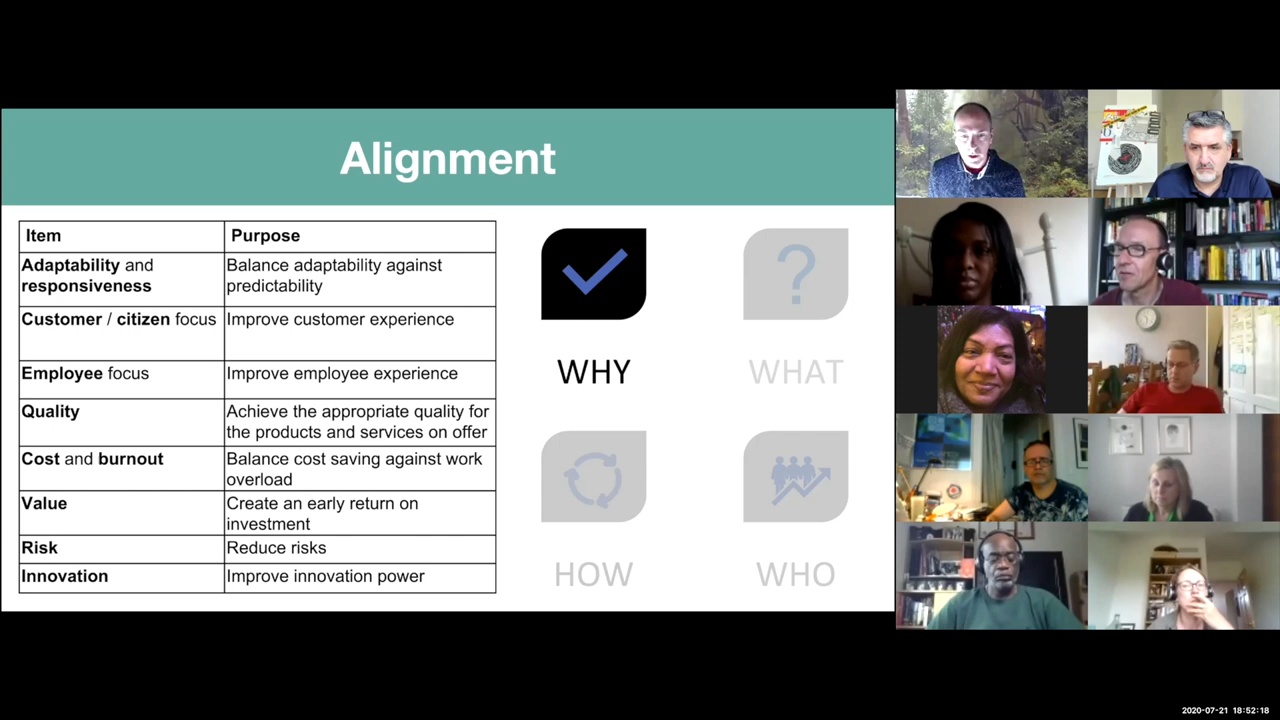 Alignment
Item
Purpose
Adaptability and
responsiveness
Balance adaptability against
predictability
Customer / citizen focus
Improve customer experience
Employee focus
Improve employee experience
Quality
Achieve the appropriate quality for
the products and services on offer
Cost and burnout
Balance cost saving against work
overload
Value
Create an early return on
investment
Risk
Reduce risks
Innovation
Improve innovation power
?
WHY
WHAT
HOW
WHO
2020-07-21 18:52:18